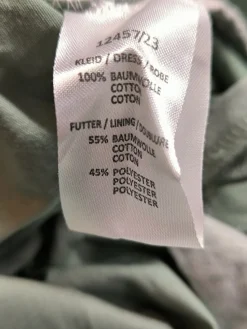 12457/23
KLEID / DRESS / ROBE
100% BAUMWOLLE
COTTON
COTON
FUTTER / LINING / DOUBLURE
55% BAUMWOLLE
COTTON
COTON
45% POLYESTER
POLYESTER
POLYESTER